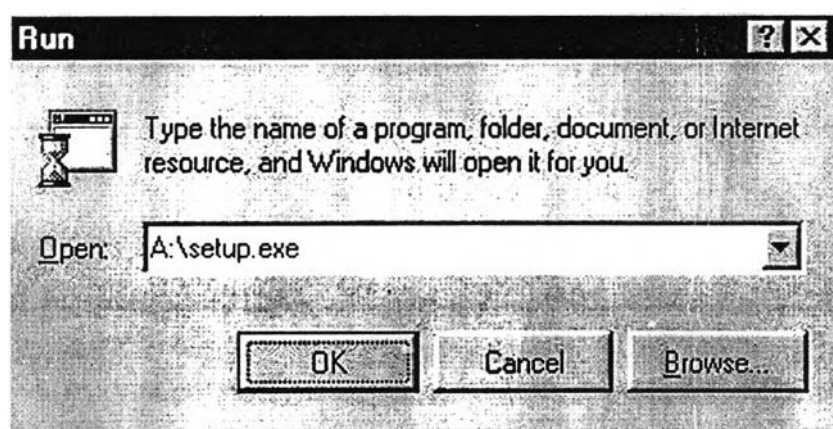 Run
Type the name of a program, folder, document, or Internet
resource, and Windows will open it for you.
Open: A:\setup.exe
OK Cancel Browse...